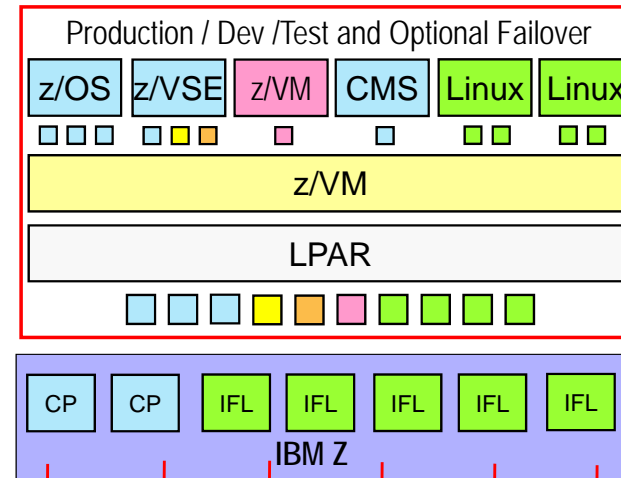 Production / Dev /Test and Optional Failover
z/OS z/VSE z/VM CMS Linux Linux
z/VM
LPAR
CP CP IFL IFL IFL IFL IFL
IBM Z